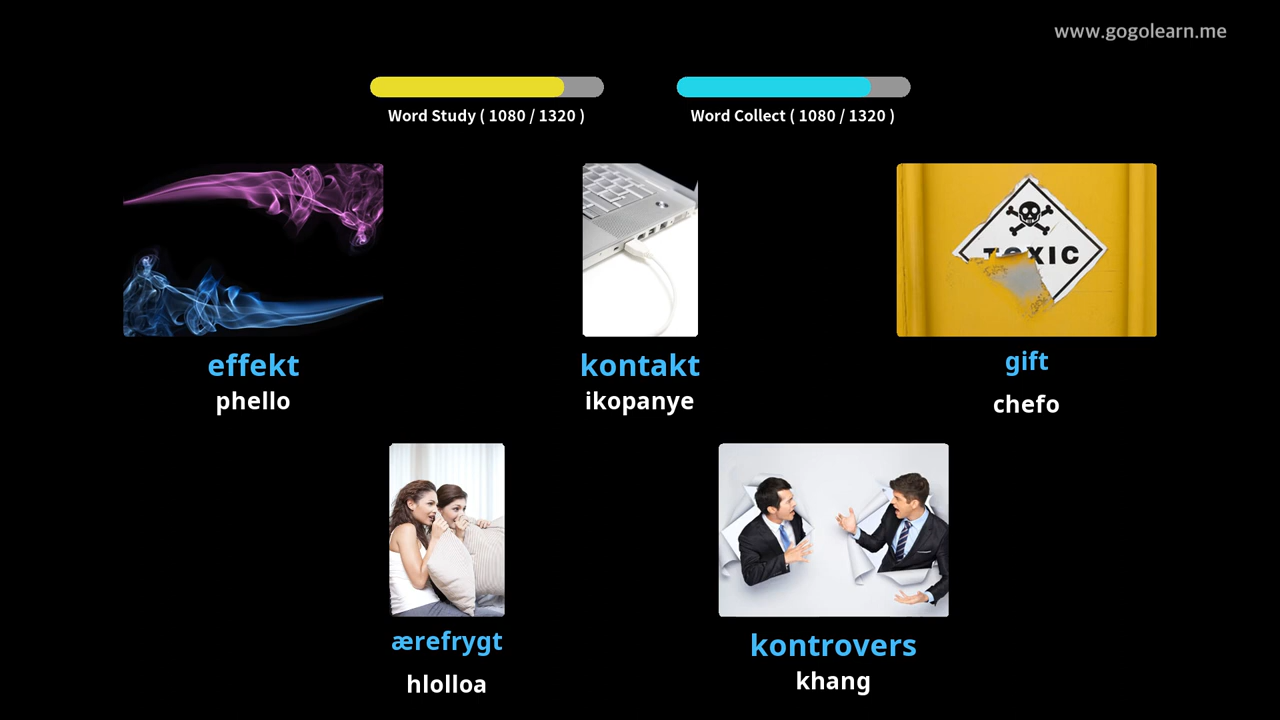 www.gogolearn.me
Word Study ( 1080 / 1320 )
Word Collect ( 1080 / 1320 )
TOXIC
effekt
phello
kontakt
ikopanye
gift
chefo
ærefrygt
hlolloa
kontrovers
khang